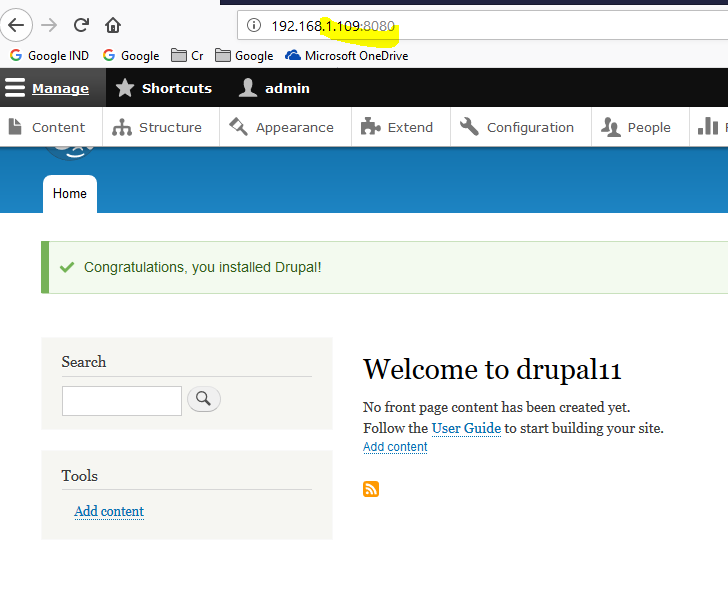 192.168.1.109:8080
Google IND Google Cr Google Microsoft OneDrive
Manage Shortcuts admin
Content Structure Appearance Extend Configuration People
Home
Congratulations, you installed Drupal!
Search
Welcome to drupal11
No front page content has been created yet.
Follow the User Guide to start building your site.
Add content
Tools
Add content